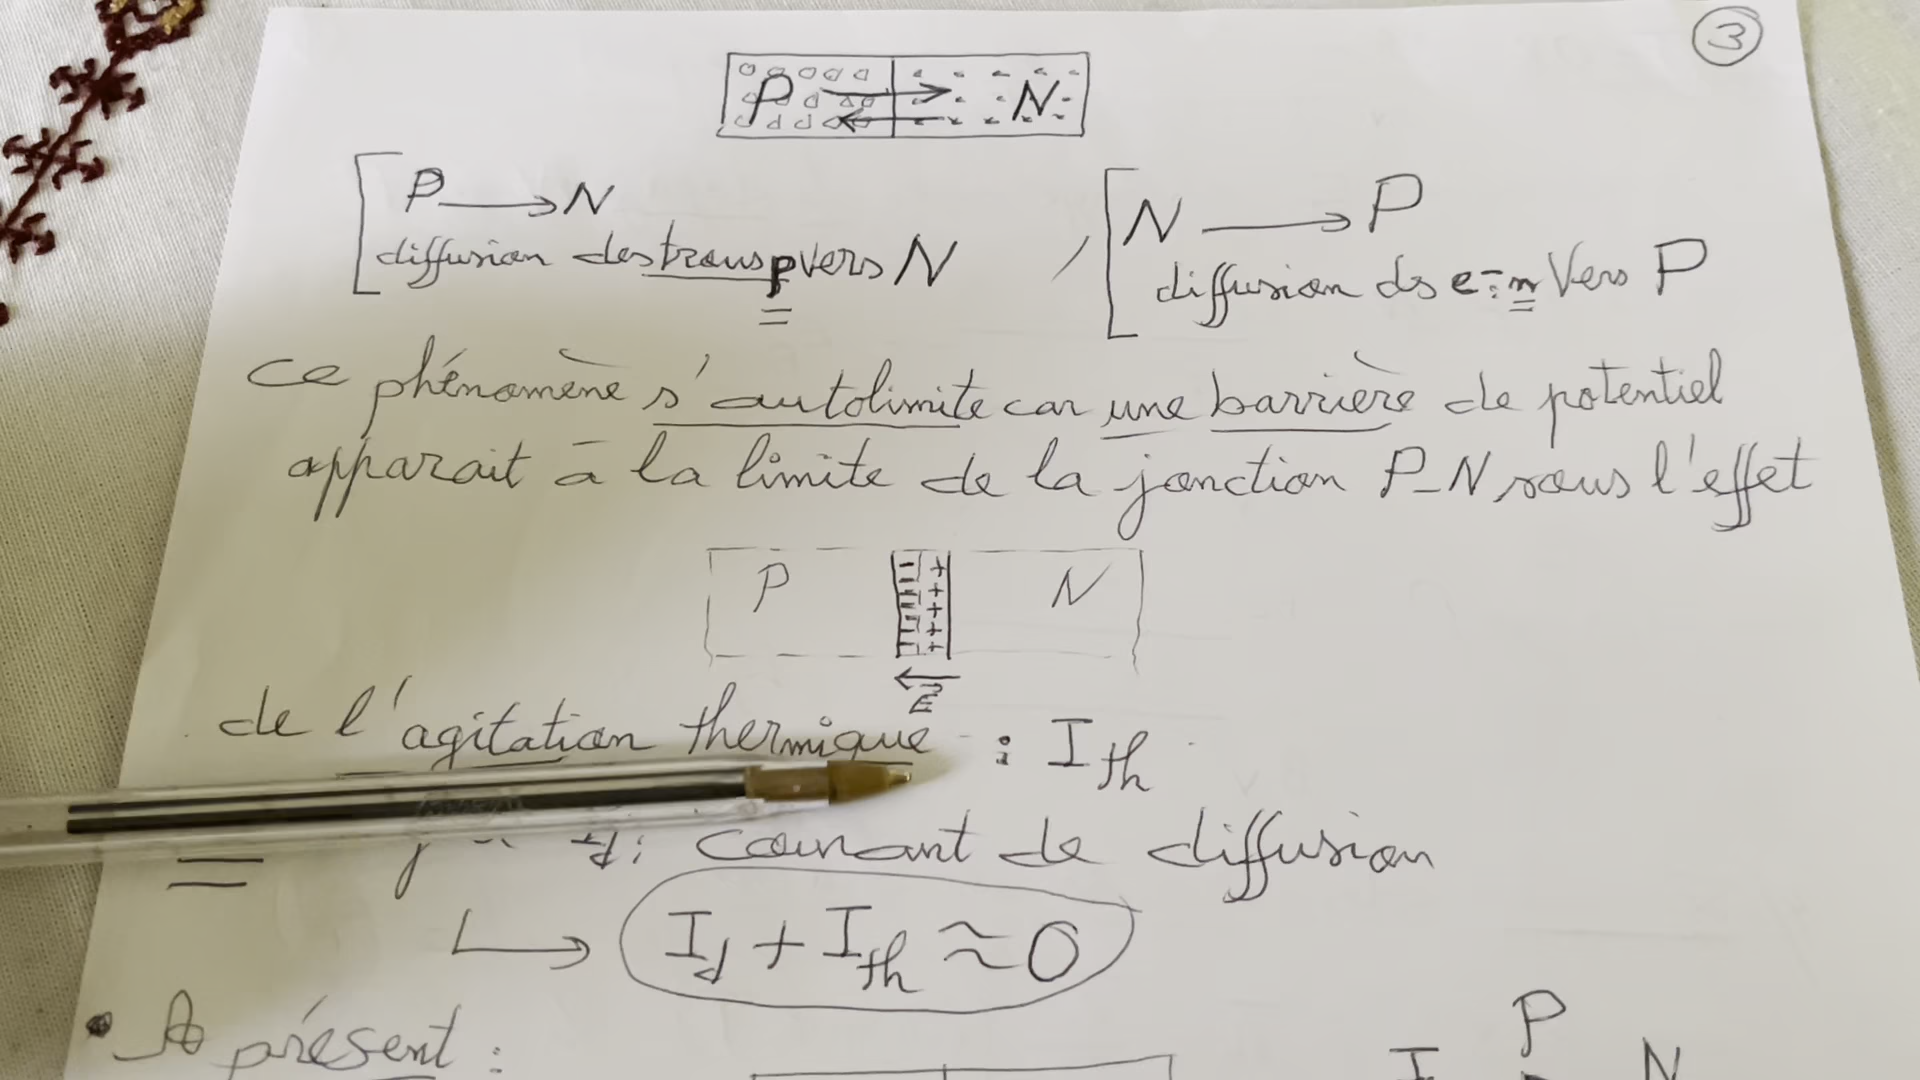 3
P N
P → N
N → P
diffusion des trous p vers N ,
diffusion ds e⁻: n Vers P
ce phénomène s'autolimite car une barrière de potentiel
apparait à la limite de la jonction P-N sous l'effet
P - - - - - - + + + + + N
E
de l'agitation thermique : Ith
d : courant de diffusion
↳ Id + Ith ≈ 0
• A présent :
P
I N